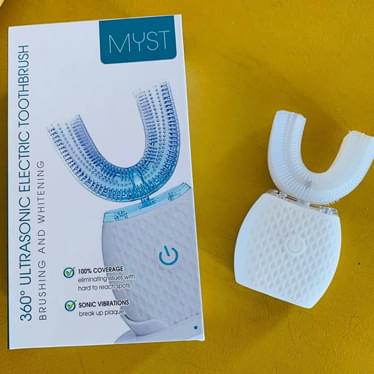 MYST
360° ULTRASONIC ELECTRIC TOOTHBRUSH
BRUSHING AND WHITENING
100% COVERAGE
eliminating issues with
hard to reach spots
SONIC VIBRATIONS
break up plaque